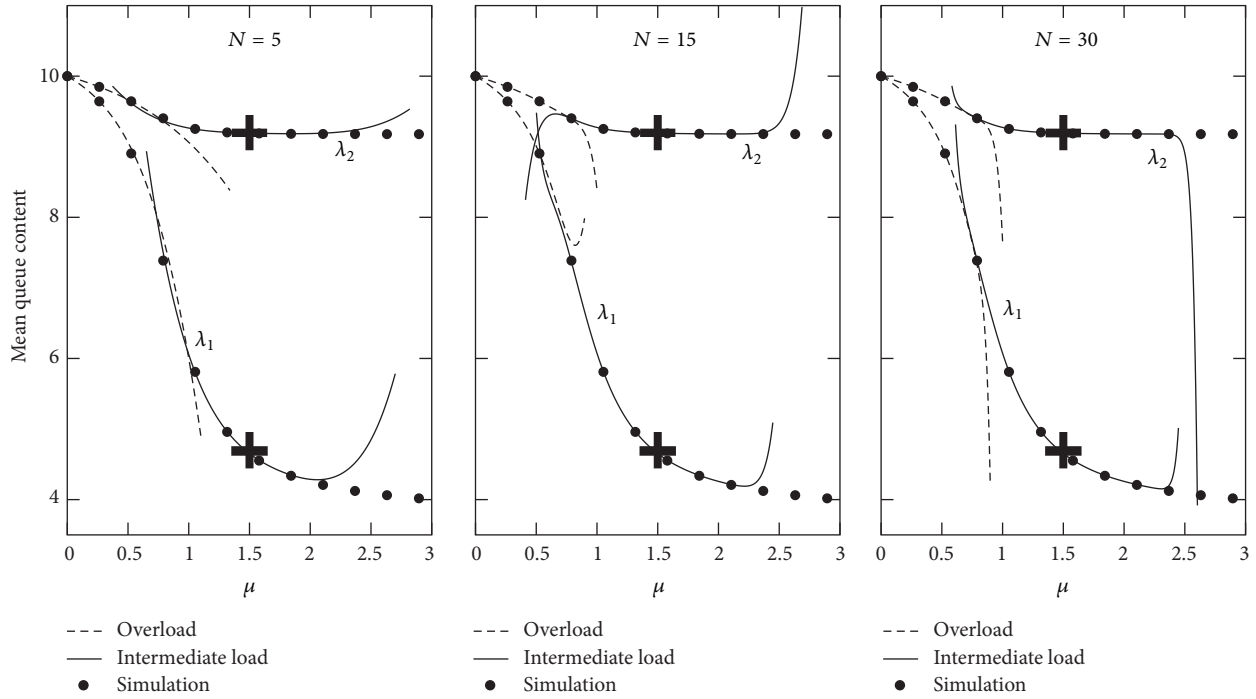 N = 5
N = 15
N = 30
Mean queue content
10
8
6
4
λ2
λ1
λ2
λ1
λ2
λ1
0 0.5 1 1.5 2 2.5 3
0 0.5 1 1.5 2 2.5 3
0 0.5 1 1.5 2 2.5 3
μ
μ
μ
Overload
Intermediate load
Simulation
Overload
Intermediate load
Simulation
Overload
Intermediate load
Simulation